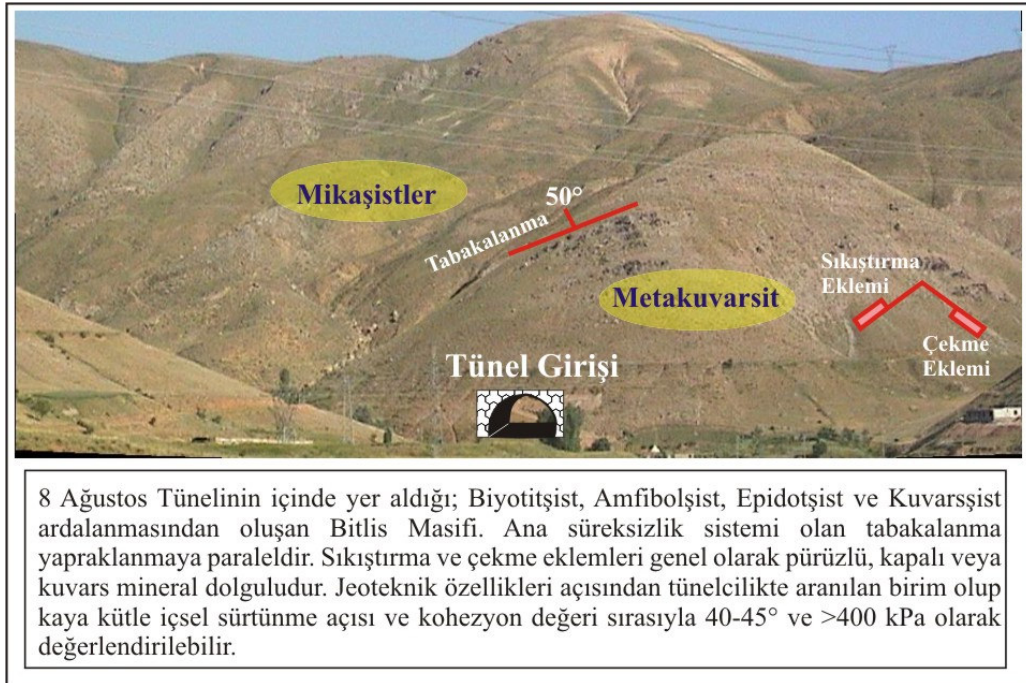 Mikaşistler
50°
Tabakalanma
Sıkıştırma
Eklemi
Metakuvarsit
Çekme
Eklemi
Tünel Girişi
8 Ağustos Tünelinin içinde yer aldığı; Biyotitşist, Amfibolşist, Epidotşist ve Kuvarsşist
ardalanmasından oluşan Bitlis Masifi. Ana süreksizlik sistemi olan tabakalanma
yapraklanmaya paraleldir. Sıkıştırma ve çekme eklemleri genel olarak pürüzlü, kapalı veya
kuvars mineral dolguludur. Jeoteknik özellikleri açısından tünelcilikte aranılan birim olup
kaya kütle içsel sürtünme açısı ve kohezyon değeri sırasıyla 40-45° ve >400 kPa olarak
değerlendirilebilir.